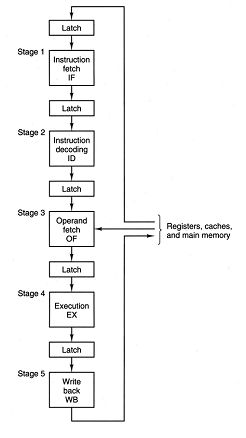 Latch
Stage 1
Instruction
fetch
IF
Latch
Stage 2
Instruction
decoding
ID
Latch
Stage 3
Operand
fetch
OF
Registers, caches,
and main memory
Latch
Stage 4
Execution
EX
Latch
Stage 5
Write
back
WB